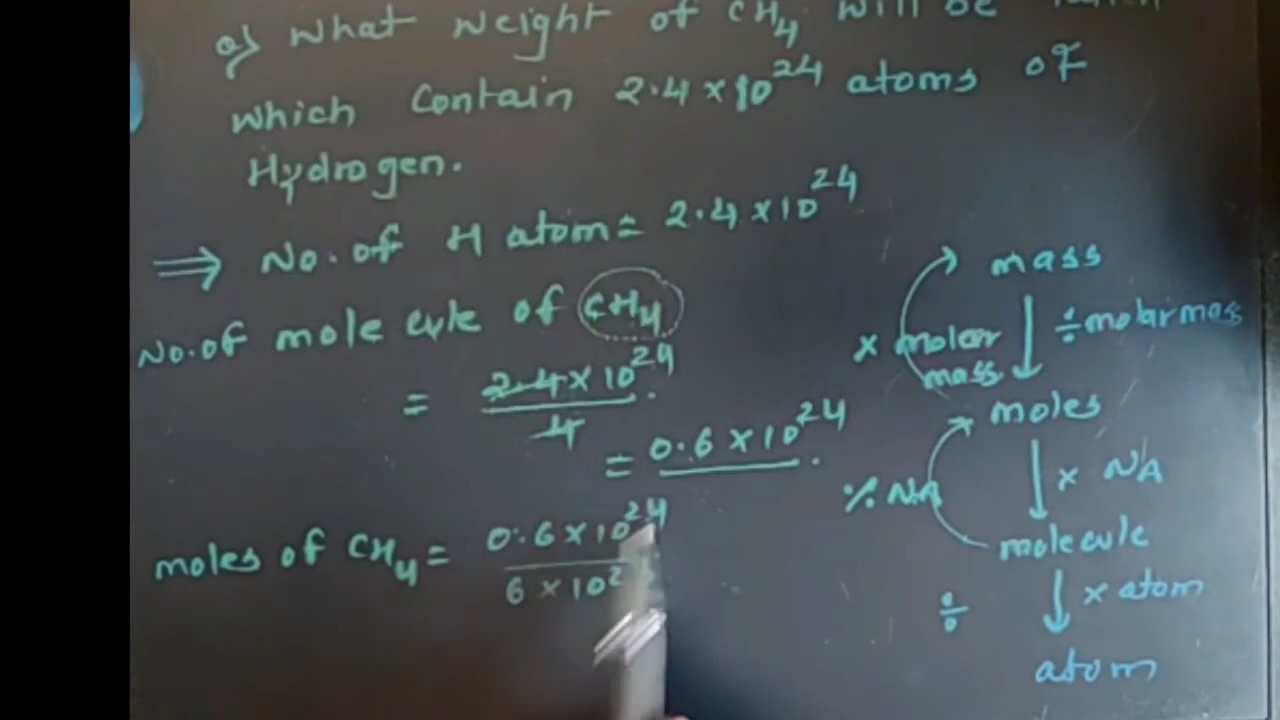 Q) What weight of CH4 will be
which contain 2.4×10^24 atoms of
Hydrogen.
⟹ No. of H atom = 2.4×10^24
No. of molecule of CH4
= 2.4×10^24 / 4 .
= 0.6×10^24 .
moles of CH4 = 0.6×10^24 / 6×10^2
mass
× molar mass
÷ molar mass
moles
% NA
× NA
molecule
÷
× atom
atom